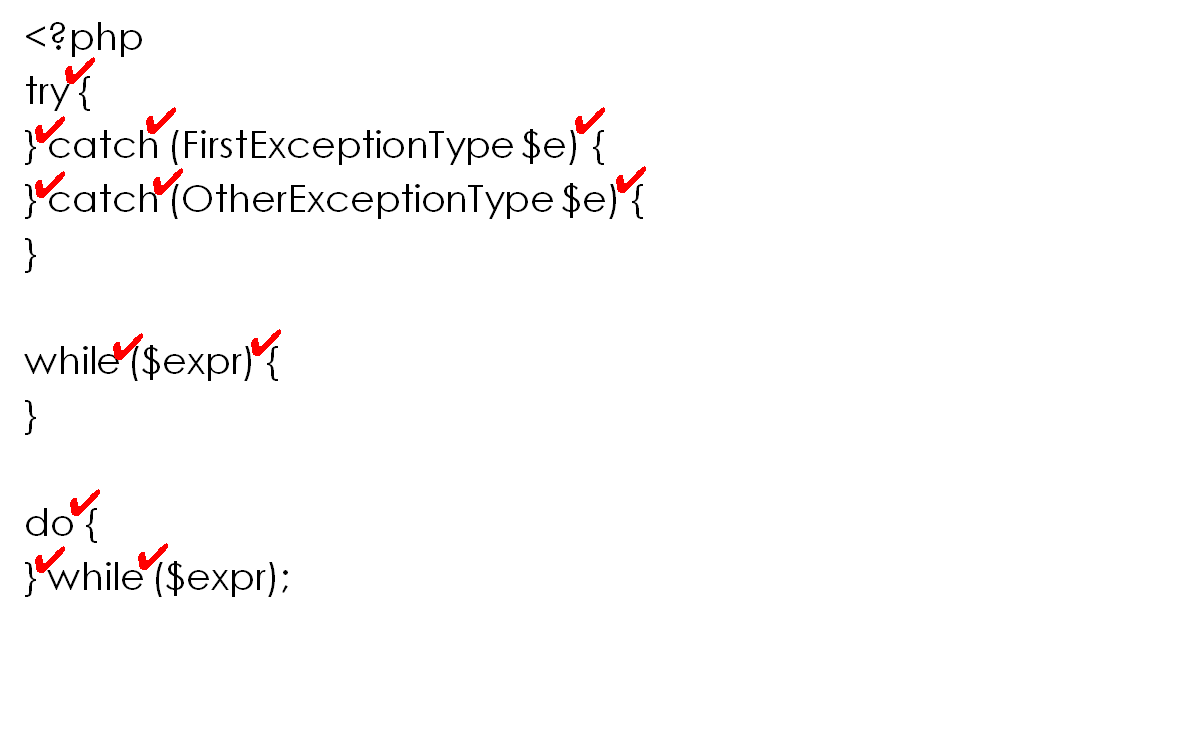 <?php
try {
} catch (FirstExceptionType $e) {
} catch (OtherExceptionType $e) {
}
while ($expr) {
}
do {
} while ($expr);